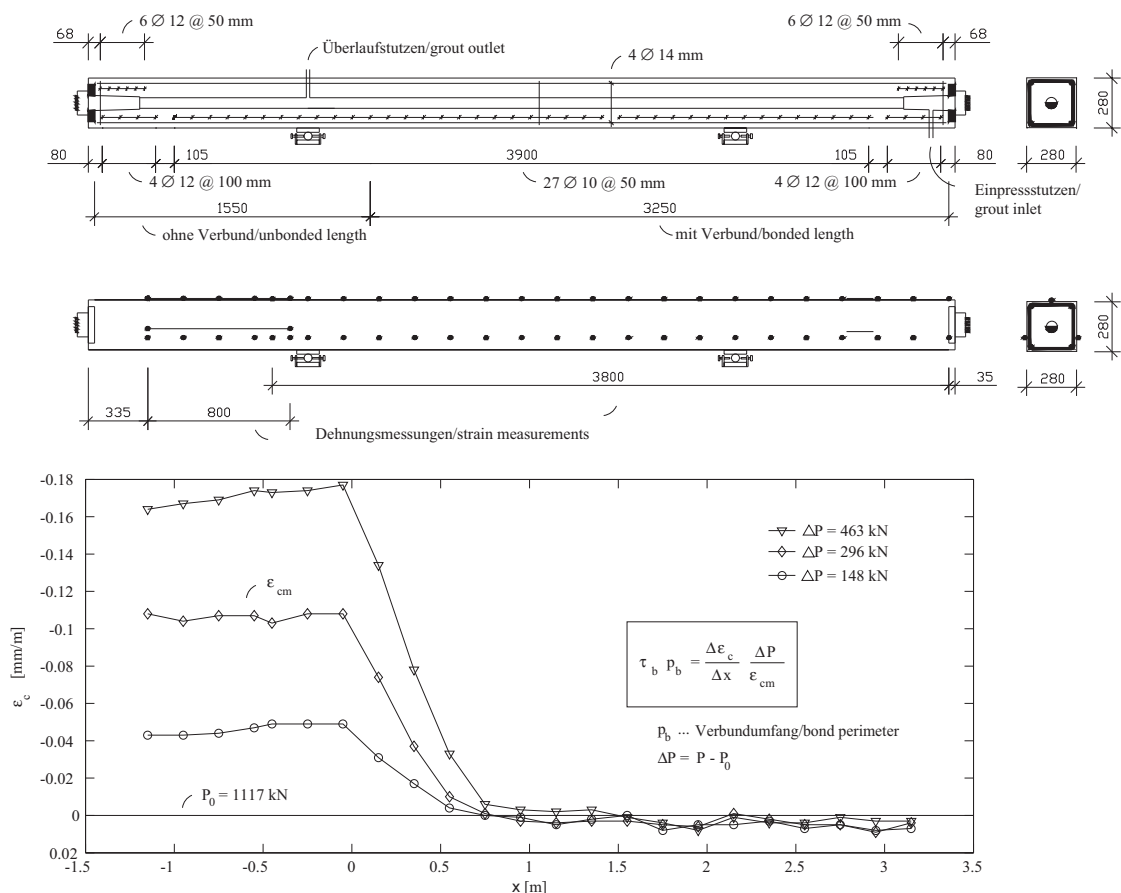 6 Ø 12 @ 50 mm
6 Ø 12 @ 50 mm
68
Überlaufstutzen/grout outlet
68
4 Ø 14 mm
280
80
105
3900
105
80
280
4 Ø 12 @ 100 mm
27 Ø 10 @ 50 mm
4 Ø 12 @ 100 mm
Einpressstutzen/
grout inlet
1550
3250
ohne Verbund/unbonded length
mit Verbund/bonded length
280
3800
35
280
335
800
Dehnungsmessungen/strain measurements
-0.18
-0.16
-0.14
-0.12
-0.1
-0.08
-0.06
-0.04
-0.02
0
0.02
ε_c [mm/m]
△P = 463 kN
△P = 296 kN
△P = 148 kN
ε_cm
τ_b p_b = Δε_c/Δx ΔP/ε_cm
p_b ... Verbundumfang/bond perimeter
ΔP = P - P_0
P_0 = 1117 kN
-1.5 -1 -0.5 0 0.5 1 1.5 2 2.5 3 3.5
x [m]